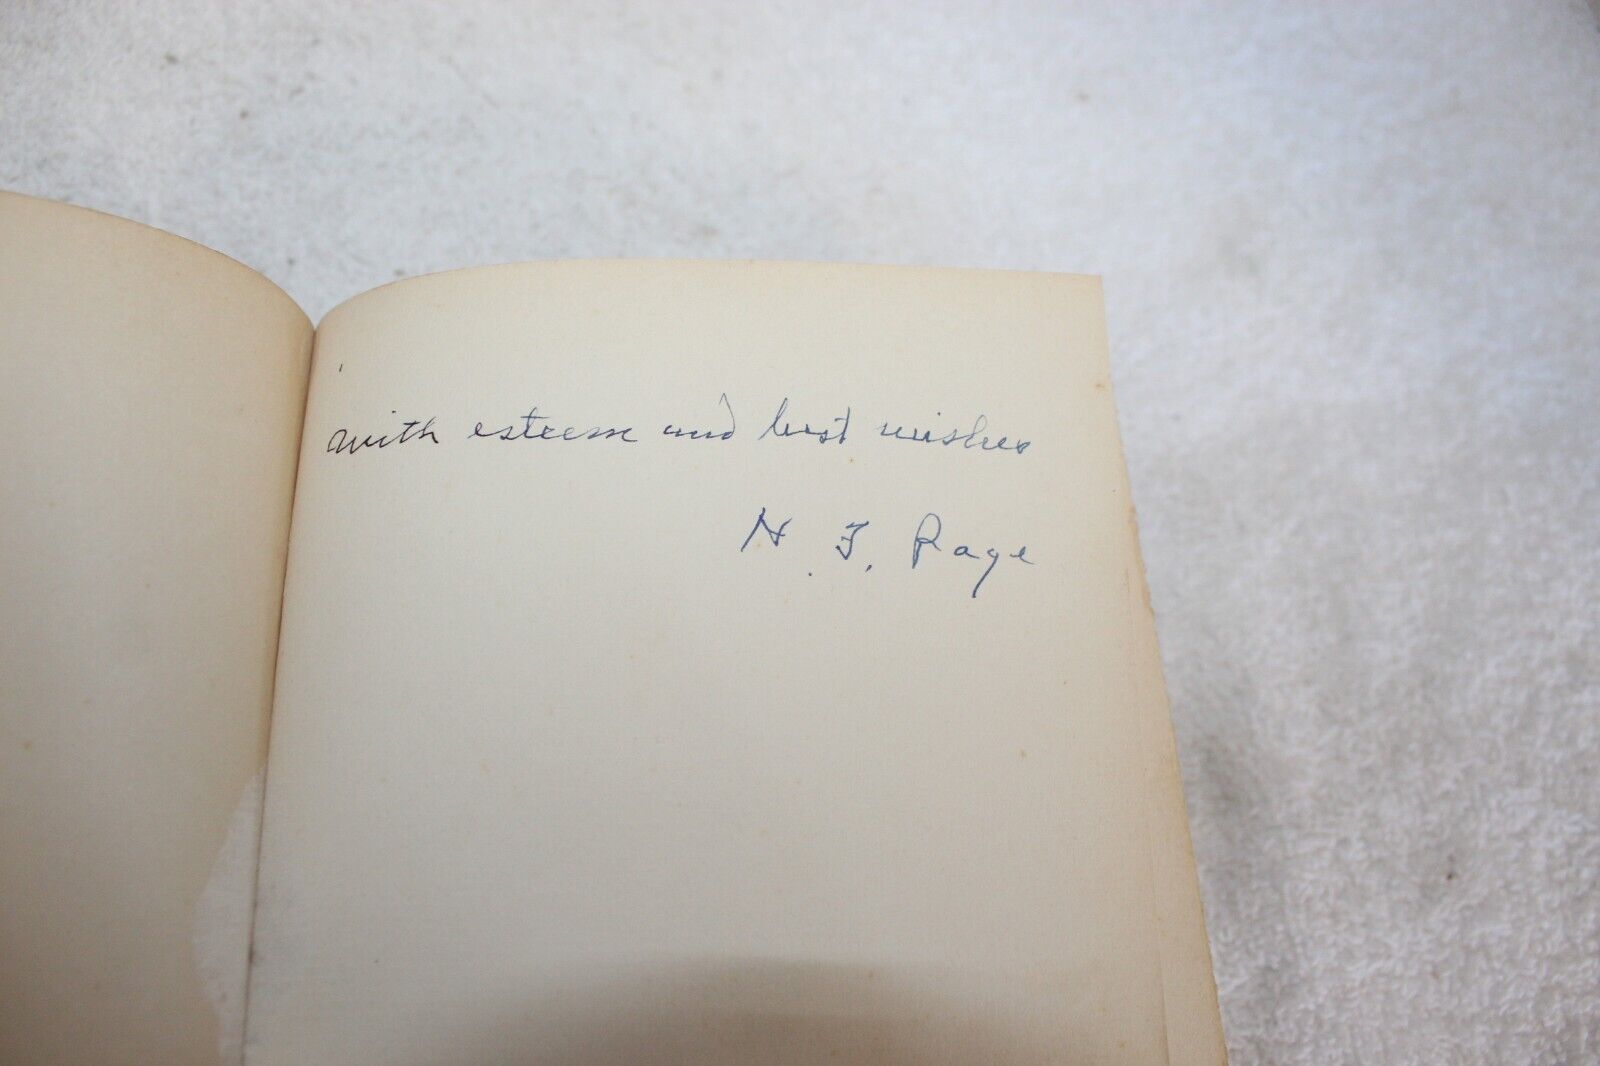 with esteem and best wishes
H. F. Page